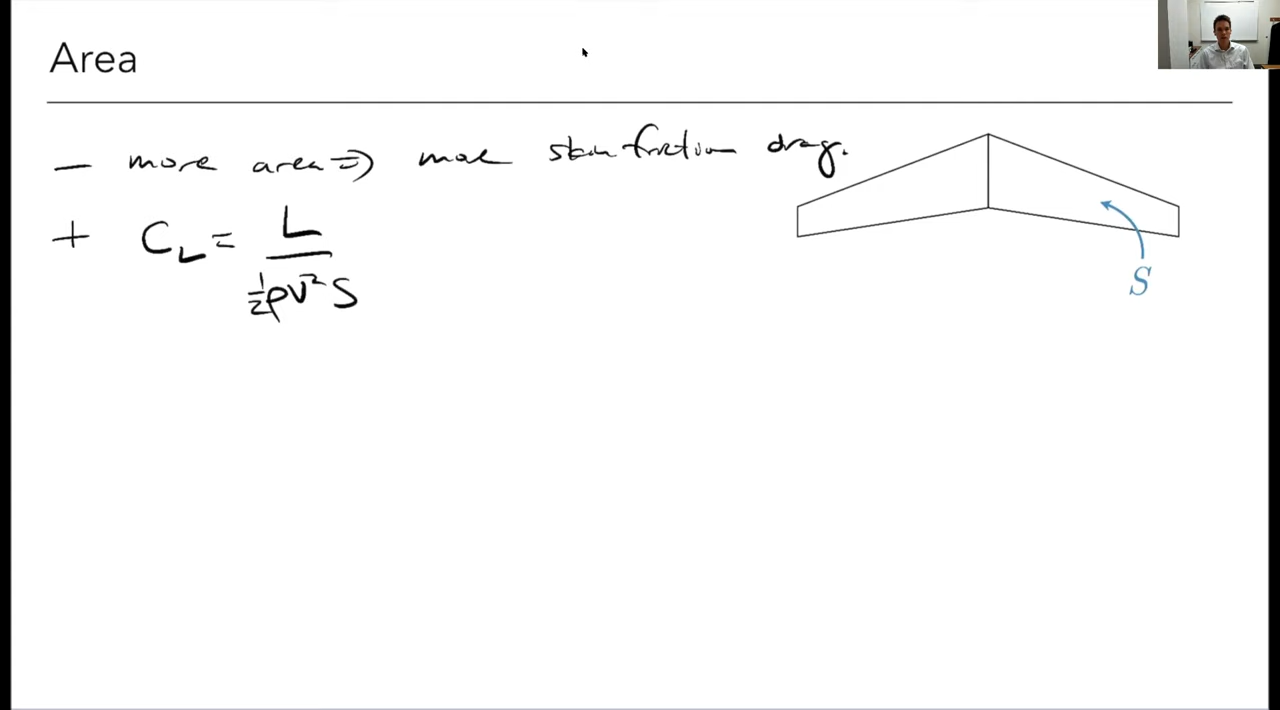 Area
— more area ⇒ more skin friction drag.
+ C_L = L / (½ρV²S)
S